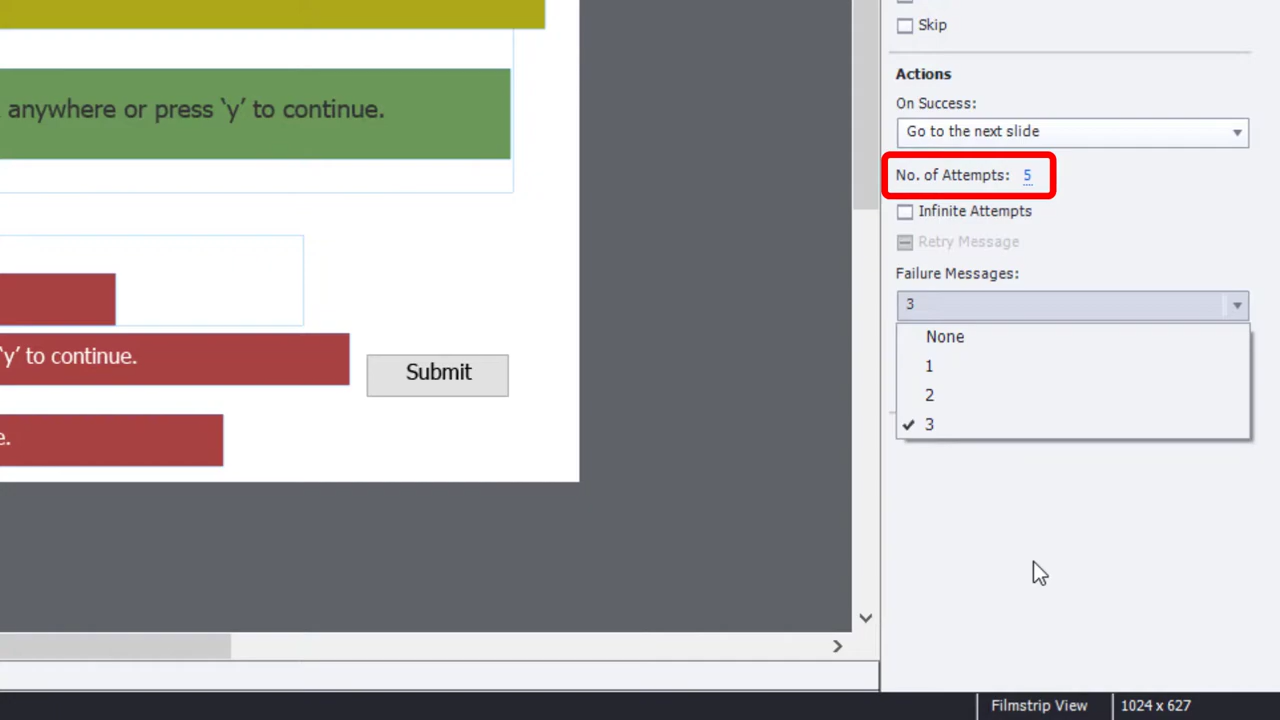 Skip
Actions
anywhere or press ‘y’ to continue.
On Success:
Go to the next slide
No. of Attempts: 5
Infinite Attempts
Retry Message
Failure Messages:
3
None
1
2
3
‘y’ to continue.
Submit
e.
Filmstrip View
1024 x 627